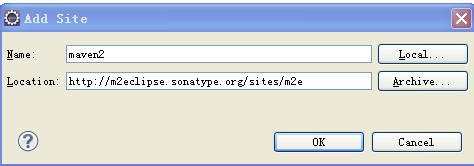 Add Site
Name: maven2 Local...
Location: http://m2eclipse.sonatype.org/sites/m2e Archive...
? OK Cancel